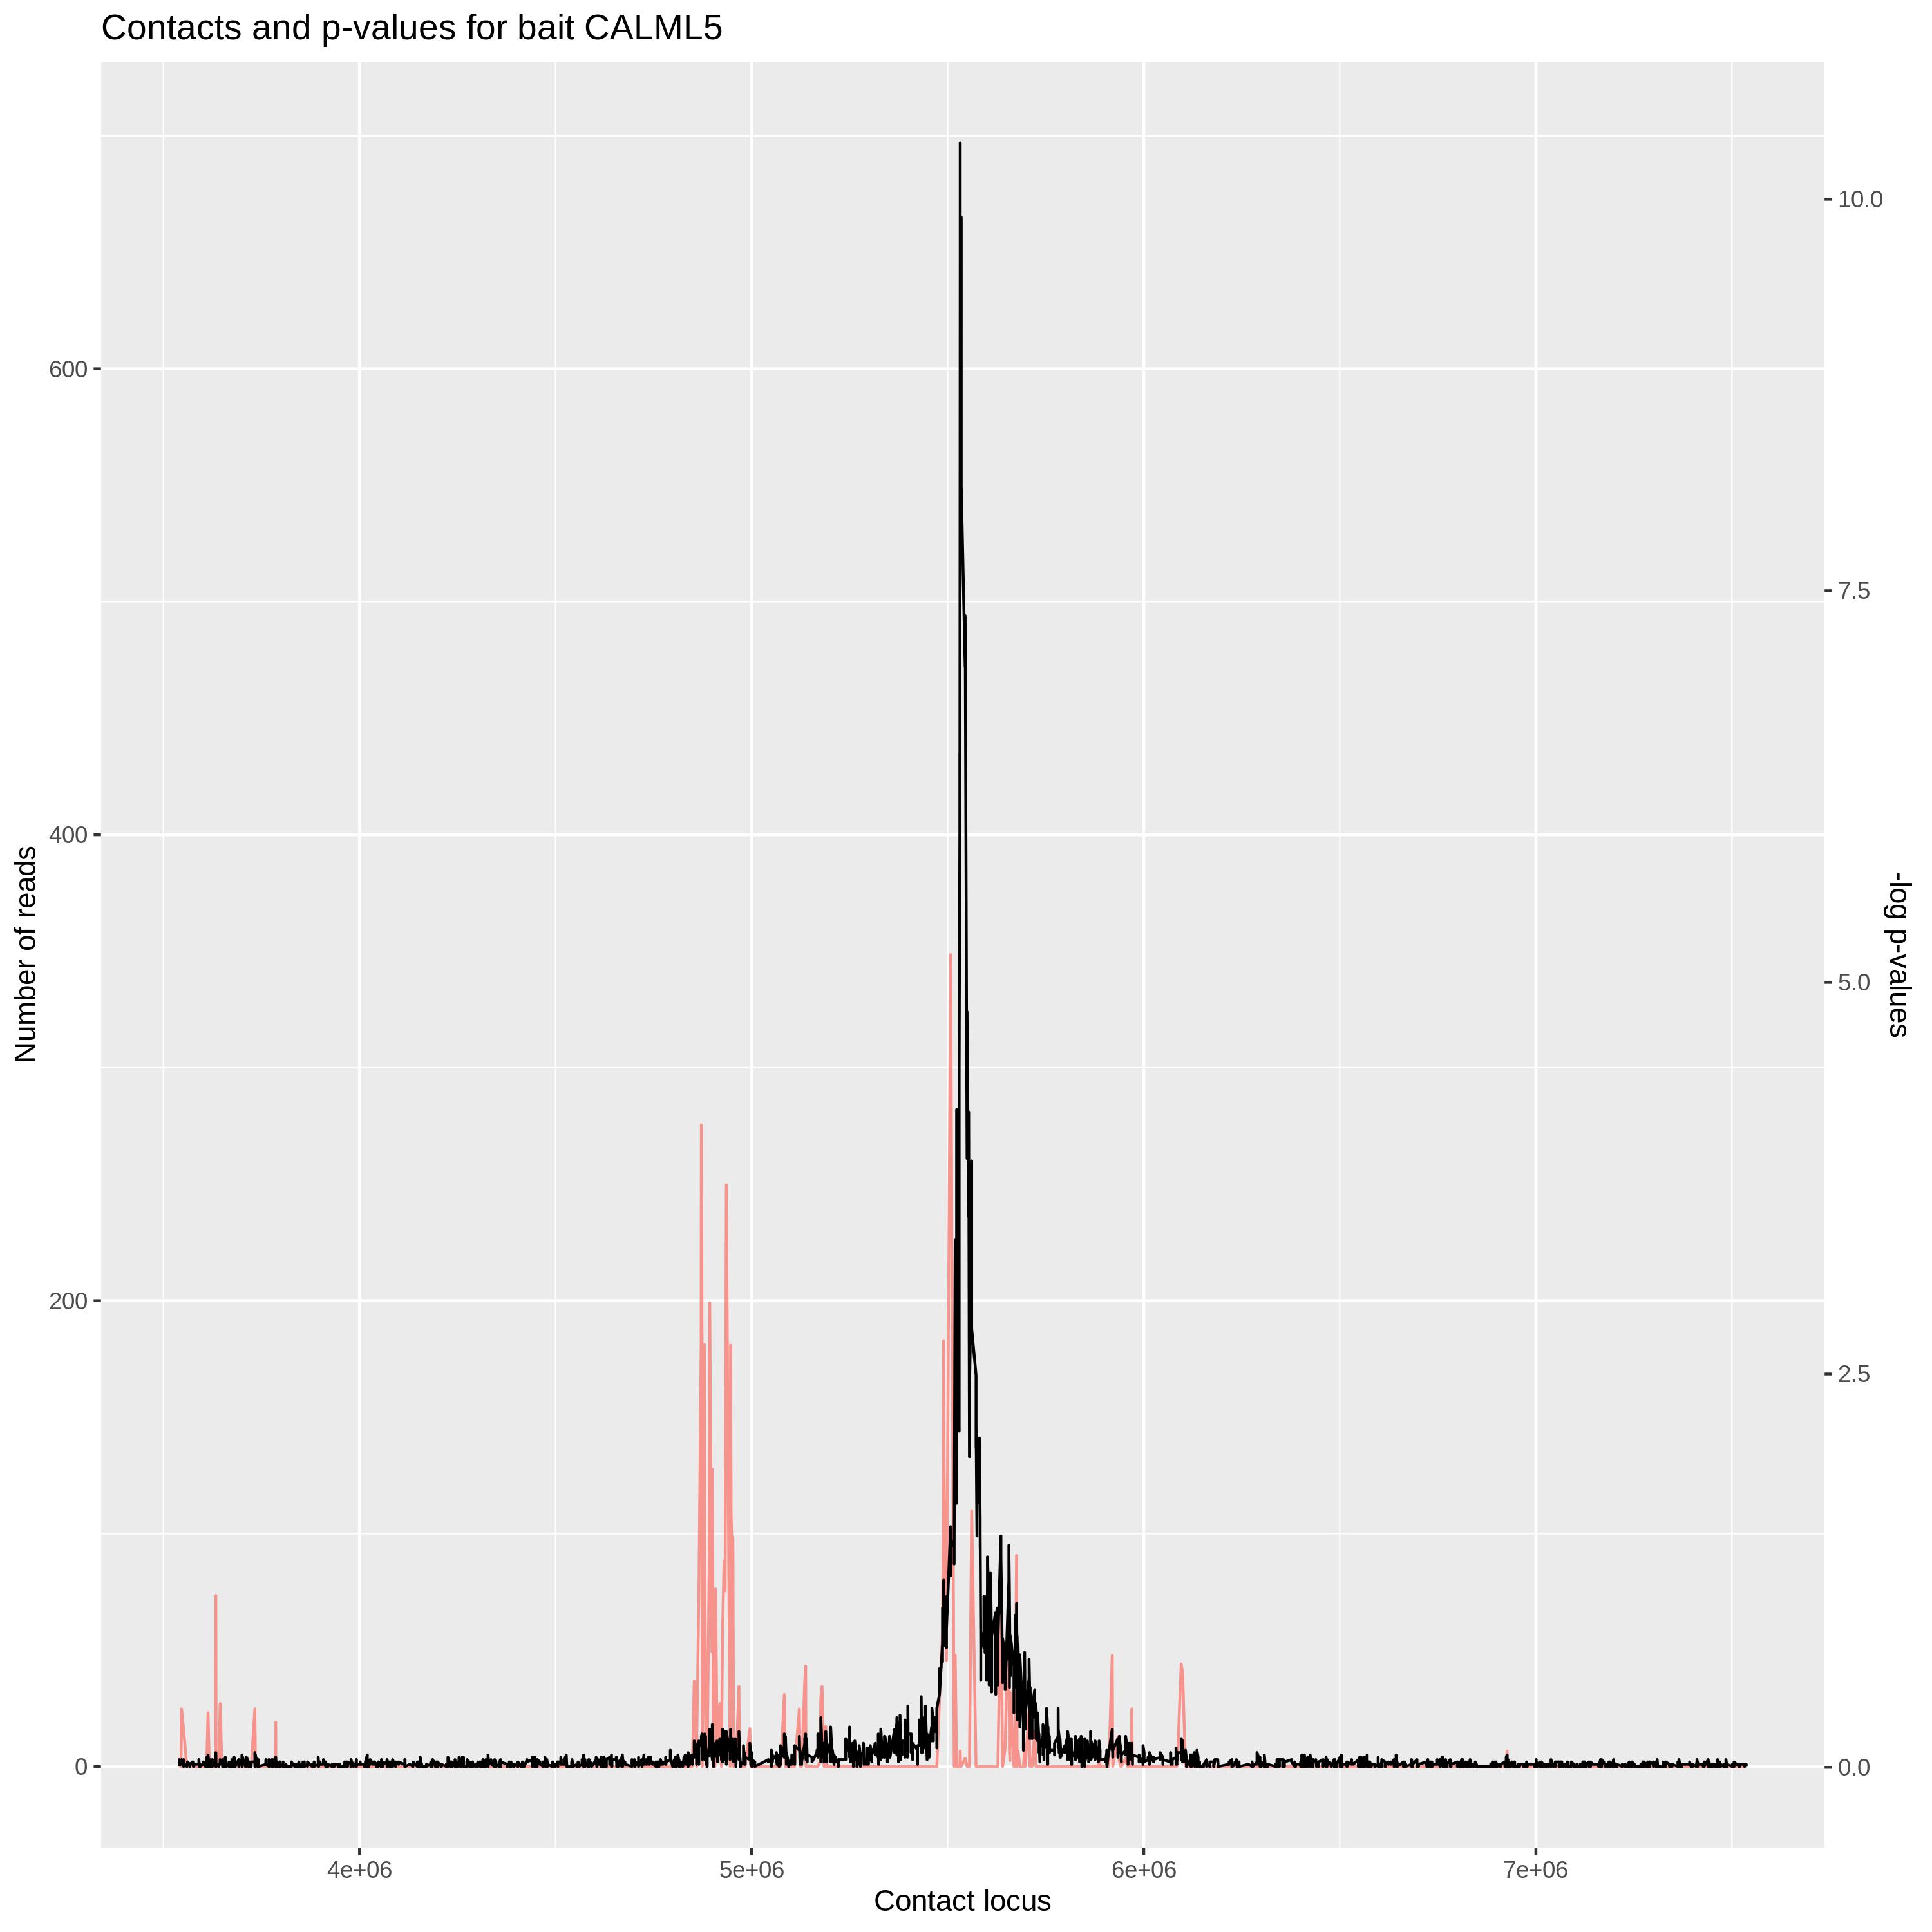 Contacts and p-values for bait CALML5
10.0
7.5
5.0
2.5
0.0
600
400
200
0
Number of reads
-log p-values
4e+06 5e+06 6e+06 7e+06
Contact locus